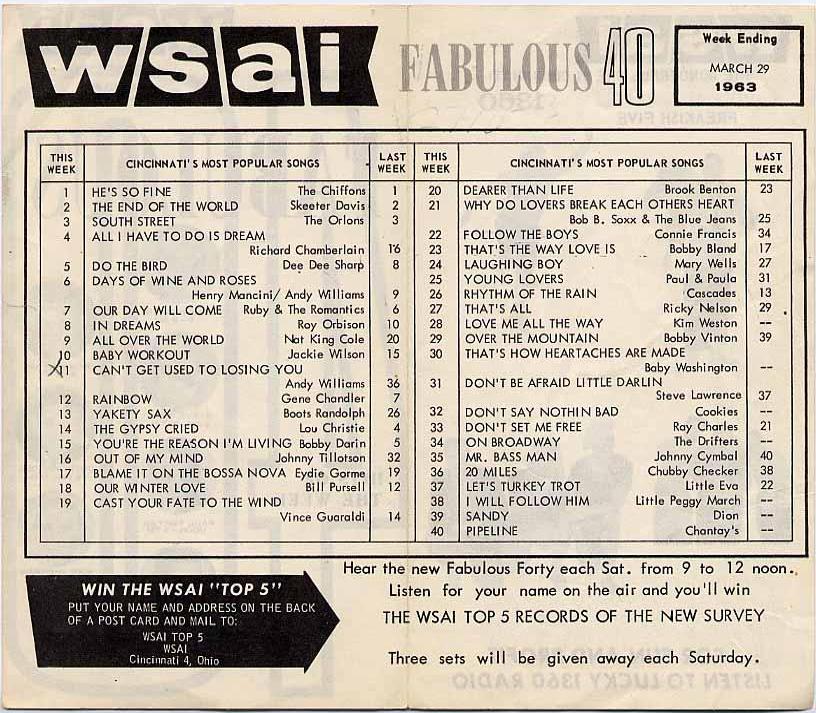 wsai FABULOUS 40
Week Ending
MARCH 29
1963
THIS WEEK CINCINNATI'S MOST POPULAR SONGS LAST WEEK
1 HE'S SO FINE The Chiffons 1
2 THE END OF THE WORLD Skeeter Davis 2
3 SOUTH STREET The Orlons 3
4 ALL I HAVE TO DO IS DREAM
Richard Chamberlain 16
5 DO THE BIRD Dee Dee Sharp 8
6 DAYS OF WINE AND ROSES
Henry Mancini/ Andy Williams 9
7 OUR DAY WILL COME Ruby & The Romantics 6
8 IN DREAMS Roy Orbison 10
9 ALL OVER THE WORLD Nat King Cole 20
10 BABY WORKOUT Jackie Wilson 15
11 CAN'T GET USED TO LOSING YOU
Andy Williams 36
12 RAINBOW Gene Chandler 7
13 YAKETY SAX Boots Randolph 26
14 THE GYPSY CRIED Lou Christie 4
15 YOU'RE THE REASON I'M LIVING Bobby Darin 5
16 OUT OF MY MIND Johnny Tillotson 32
17 BLAME IT ON THE BOSSA NOVA Eydie Gorme 19
18 OUR WINTER LOVE Bill Pursell 12
19 CAST YOUR FATE TO THE WIND
Vince Guaraldi 14
THIS WEEK CINCINNATI'S MOST POPULAR SONGS LAST WEEK
20 DEARER THAN LIFE Brook Benton 23
21 WHY DO LOVERS BREAK EACH OTHERS HEART
Bob B. Soxx & The Blue Jeans 25
22 FOLLOW THE BOYS Connie Francis 34
23 THAT'S THE WAY LOVE IS Bobby Bland 17
24 LAUGHING BOY Mary Wells 27
25 YOUNG LOVERS Paul & Paula 31
26 RHYTHM OF THE RAIN Cascades 13
27 THAT'S ALL Ricky Nelson 29
28 LOVE ME ALL THE WAY Kim Weston --
29 OVER THE MOUNTAIN Bobby Vinton 39
30 THAT'S HOW HEARTACHES ARE MADE
Baby Washington --
31 DON'T BE AFRAID LITTLE DARLIN
Steve Lawrence 37
32 DON'T SAY NOTHIN BAD Cookies --
33 DON'T SET ME FREE Ray Charles 21
34 ON BROADWAY The Drifters --
35 MR. BASS MAN Johnny Cymbal 40
36 20 MILES Chubby Checker 38
37 LET'S TURKEY TROT Little Eva 22
38 I WILL FOLLOW HIM Little Peggy March --
39 SANDY Dion --
40 PIPELINE Chantay's --
WIN THE WSAI "TOP 5"
PUT YOUR NAME AND ADDRESS ON THE BACK
OF A POST CARD AND MAIL TO:
WSAI TOP 5
WSAI
Cincinnati 4, Ohio
Hear the new Fabulous Forty each Sat. from 9 to 12 noon.
Listen for your name on the air and you'll win
THE WSAI TOP 5 RECORDS OF THE NEW SURVEY
Three sets will be given away each Saturday.